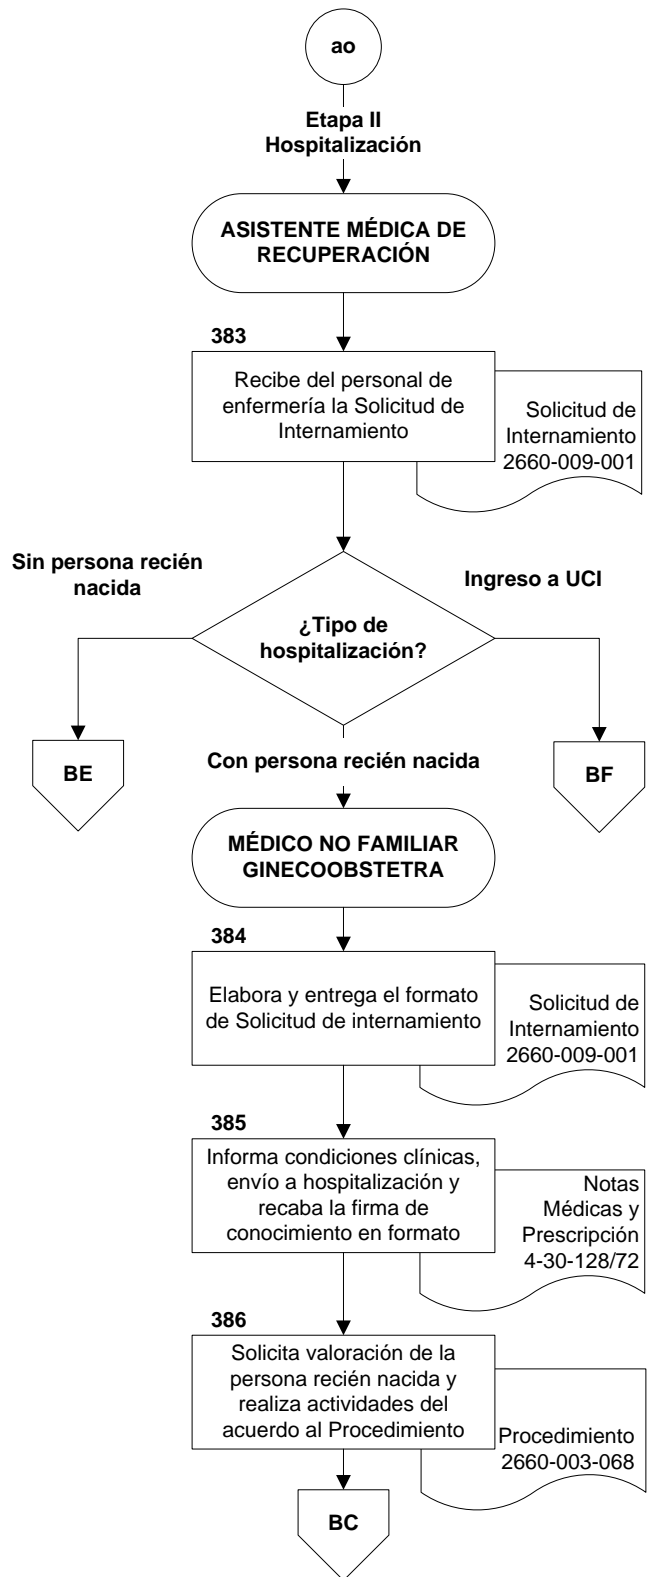 ao
Etapa II
Hospitalización
ASISTENTE MÉDICA DE
RECUPERACIÓN
383
Recibe del personal de
enfermería la Solicitud de
Internamiento
Solicitud de
Internamiento
2660-009-001
Sin persona recién
nacida
Ingreso a UCI
¿Tipo de
hospitalización?
BE
Con persona recién nacida
BF
MÉDICO NO FAMILIAR
GINECOOBSTETRA
384
Elabora y entrega el formato
de Solicitud de internamiento
Solicitud de
Internamiento
2660-009-001
385
Informa condiciones clínicas,
envío a hospitalización y
recaba la firma de
conocimiento en formato
Notas
Médicas y
Prescripción
4-30-128/72
386
Solicita valoración de la
persona recién nacida y
realiza actividades del
acuerdo al Procedimiento
Procedimiento
2660-003-068
BC